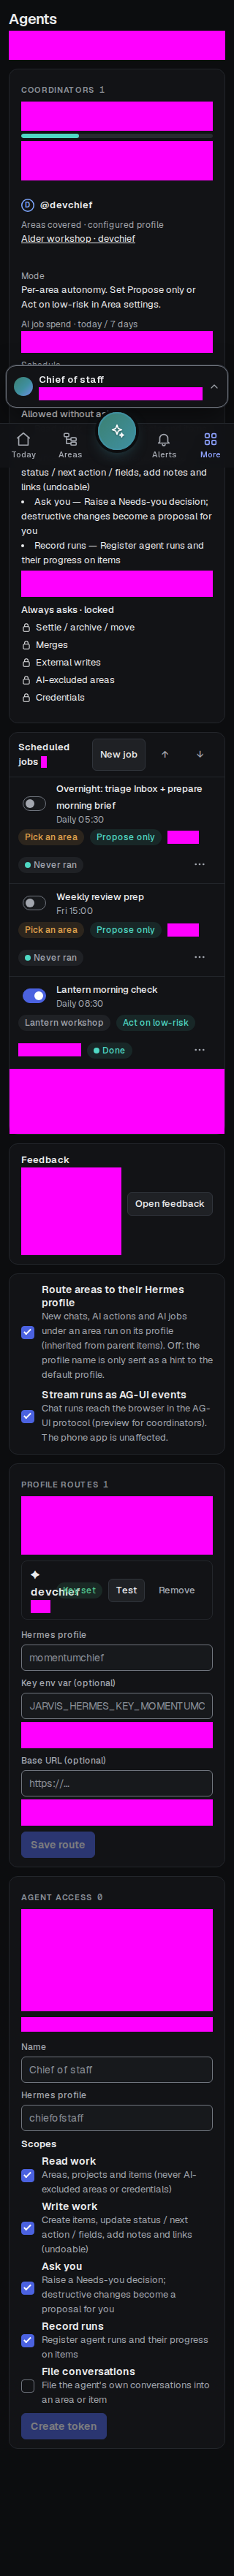 Agents
COORDINATORS 1
D @devchief
Areas covered · configured profile
Alder workshop · devchief
Mode
Per-area autonomy. Set Propose only or
Act on low-risk in Area settings.
AI job spend · today / 7 days
Chief of staff
Allowed without
Today
Areas
Alerts
More
status / next action / fields, add notes and
links (undoable)
• Ask you — Raise a Needs-you decision;
destructive changes become a proposal for
you
• Record runs — Register agent runs and
their progress on items
Always asks · locked
Settle / archive / move
Merges
External writes
AI-excluded areas
Credentials
Scheduled
jobs
New job
↑
↓
Overnight: triage Inbox + prepare
morning brief
Daily 05:30
Pick an area
Propose only
Never ran
Weekly review prep
Fri 15:00
Pick an area
Propose only
Never ran
Lantern morning check
Daily 08:30
Lantern workshop
Act on low-risk
Done
Feedback
Open feedback
Route areas to their Hermes
profile
New chats, AI actions and AI jobs
under an area run on its profile
(inherited from parent items). Off: the
profile name is only sent as a hint to the
default profile.
Stream runs as AG-UI events
Chat runs reach the browser in the AG-
UI protocol (preview for coordinators).
The phone app is unaffected.
PROFILE ROUTES 1
devchief
set
Test
Remove
Hermes profile
momentumchief
Key env var (optional)
JARVIS_HERMES_KEY_MOMENTUMC
Base URL (optional)
https://…
Save route
AGENT ACCESS 0
Name
Chief of staff
Hermes profile
chiefofstaff
Scopes
Read work
Areas, projects and items (never AI-
excluded areas or credentials)
Write work
Create items, update status / next
action / fields, add notes and links
(undoable)
Ask you
Raise a Needs-you decision;
destructive changes become a
proposal for you
Record runs
Register agent runs and their progress
on items
File conversations
File the agent's own conversations into
an area or item
Create token